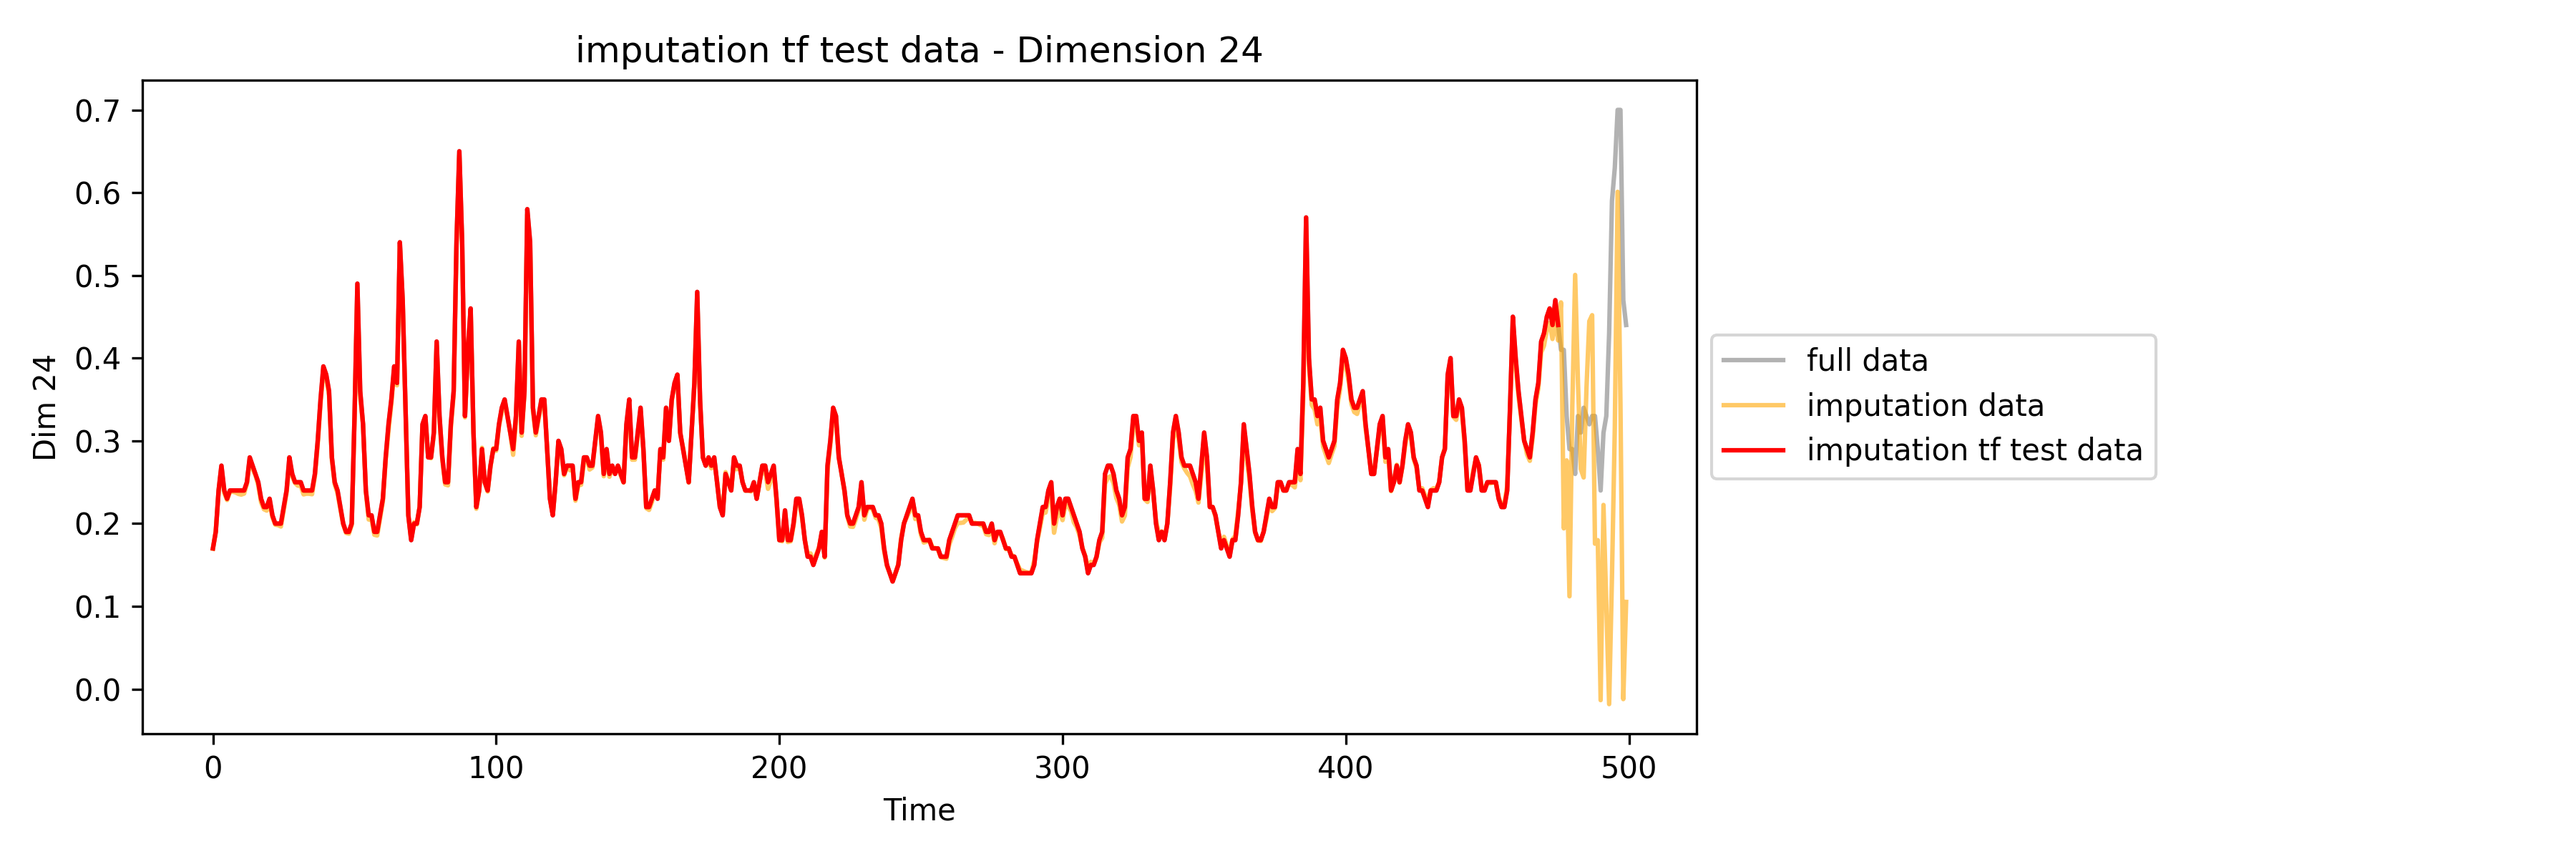 imputation tf test data - Dimension 24
Dim 24
0.7
0.6
0.5
0.4
0.3
0.2
0.1
0.0
0 100 200 300 400 500
Time
full data
imputation data
imputation tf test data